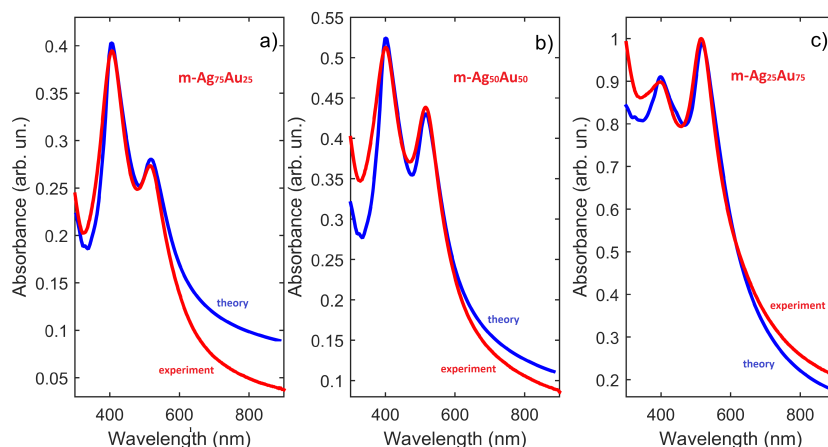 a)
m-Ag75Au25
0.4
0.35
0.3
0.25
0.2
0.15
0.1
0.05
Absorbance (arb. un.)
theory
experiment
400 600 800
Wavelength (nm)
b)
m-Ag50Au50
0.55
0.5
0.45
0.4
0.35
0.3
0.25
0.2
0.15
0.1
Absorbance (arb. un.)
theory
experiment
400 600 800
Wavelength (nm)
c)
m-Ag25Au75
1
0.9
0.8
0.7
0.6
0.5
0.4
0.3
0.2
Absorbance (arb. un.)
experiment
theory
400 600 800
Wavelength (nm)